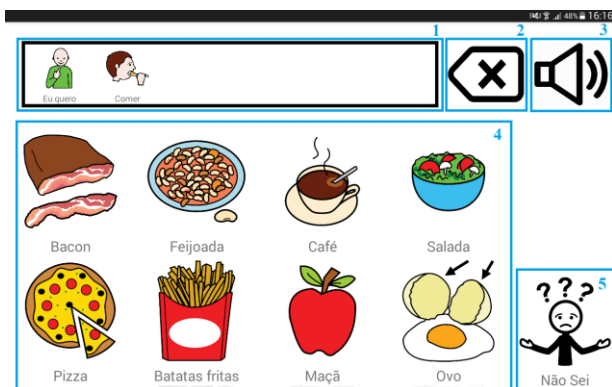 48% 16:16
1 2 3
Eu quero Comer
4
Bacon Feijoada Café Salada
5
Pizza Batatas fritas Maçã Ovo Não Sei